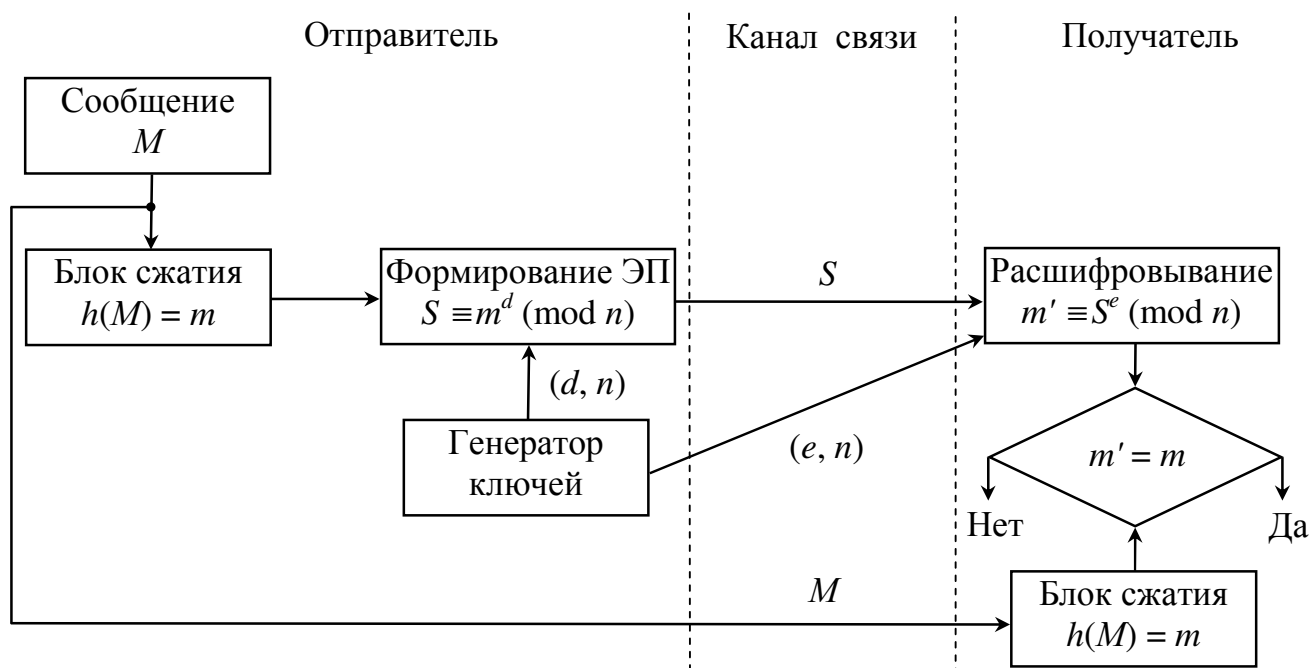 Отправитель
Канал связи
Получатель
Сообщение
M
Блок сжатия
h(M) = m
Формирование ЭП
S ≡ m^d (mod n)
S
Расшифровывание
m′ ≡ S^e (mod n)
(d, n)
Генератор
ключей
(e, n)
m′ = m
Нет
Да
M
Блок сжатия
h(M) = m